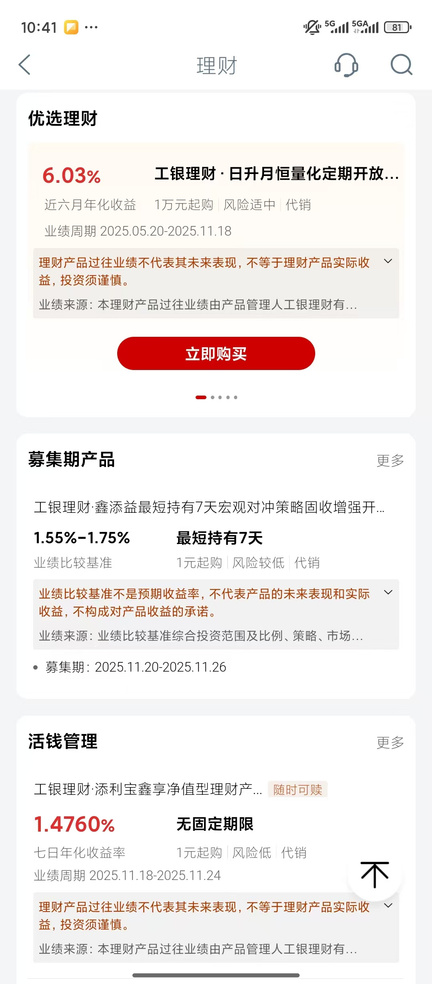 10:41 ··· 5G 5GA 81
理财
优选理财
6.03% 工银理财·日升月恒量化定期开放...
近六月年化收益 1万元起购 风险适中 代销
业绩周期 2025.05.20-2025.11.18
理财产品过往业绩不代表其未来表现，不等于理财产品实际收
益，投资须谨慎。
业绩来源：本理财产品过往业绩由产品管理人工银理财有...
立即购买
募集期产品 更多
工银理财·鑫添益最短持有7天宏观对冲策略固收增强开...
1.55%-1.75% 最短持有7天
业绩比较基准 1元起购 风险较低 代销
业绩比较基准不是预期收益率，不代表产品的未来表现和实际
收益，不构成对产品收益的承诺。
业绩来源：业绩比较基准综合投资范围及比例、策略、市场...
• 募集期：2025.11.20-2025.11.26
活钱管理 更多
工银理财·添利宝鑫享净值型理财产... 随时可赎
1.4760% 无固定期限
七日年化收益率 1元起购 风险低 代销
业绩周期 2025.11.18-2025.11.24
理财产品过往业绩不代表其未来表现，不等于理财产品实际收
益，投资须谨慎。
业绩来源：本理财产品过往业绩由产品管理人工银理财有...